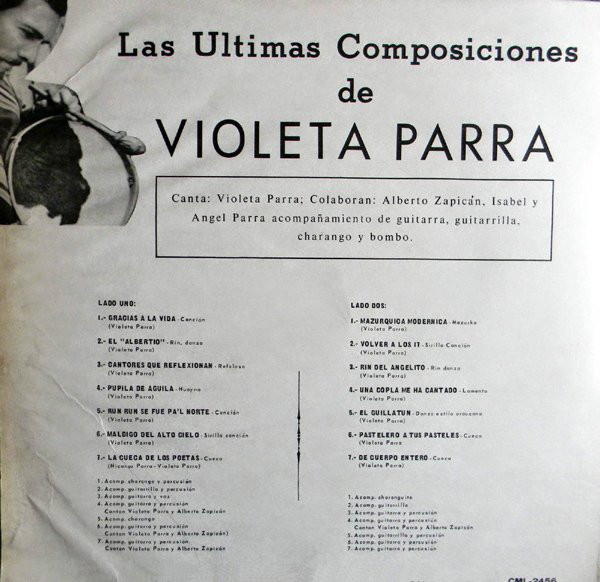 Las Ultimas Composiciones
de
VIOLETA PARRA
Canta: Violeta Parra; Colaboran: Alberto Zapicán, Isabel y
Angel Parra acompañamiento de guitarra, guitarrilla,
charango y bombo.
LADO UNO:
1.- GRACIAS A LA VIDA - Canción
(Violeta Parra)
2.- EL "ALBERTIO" - Rin, danza
(Violeta Parra)
3.- CANTORES QUE REFLEXIONAN - Refalosa
(Violeta Parra)
4.- PUPILA DE AGUILA - Huayno
(Violeta Parra)
5.- RUN RUN SE FUE PA'L NORTE - Canción
(Violeta Parra)
6.- MALDIGO DEL ALTO CIELO - Sirilla canción
(Violeta Parra)
7.- LA CUECA DE LOS POETAS - Cueca
(Nicanor Parra - Violeta Parra)
1. Acomp. charango y percusión
2. Acomp. guitarrilla y percusión
3. Acomp. guitarra y voz
4. Acomp. guitarra y percusión
Cantan Violeta Parra y Alberto Zapicán)
5. Acomp. charango
6. Acomp. guitarra y percusión
Cantan Violeta Parra y Alberto Zapicán)
7. Acomp. guitarra y percusión
Cantan Violeta Parra y Alberto Zapicán)
LADO DOS:
1.- MAZURQUICA MODERNICA - Mazurka
(Violeta Parra)
2.- VOLVER A LOS 17 - Sirilla Canción
(Violeta Parra)
3.- RIN DEL ANGELITO - Rin danza
(Violeta Parra)
4.- UNA COPLA ME HA CANTADO - Lamento
(Violeta Parra)
5.- EL GUILLATUN - Danza estilo araucano
(Violeta Parra)
6.- PASTELERO A TUS PASTELES - Cueca
(Violeta Parra
7.- DE CUERPO ENTERO - Cueca
(Violeta Parra)
1. Acomp. charanguito
2. Acomp. guitarrilla
3. Acomp. guitarra y percusión
4. Acomp. guitarra y percusión
Cantan Violeta Parra y Alberto Zapicán
5. Acomp. guitarrilla y percusión
6. Acomp. guitarra y percusión
7. Acomp. guitarra y percusión
CML-2456